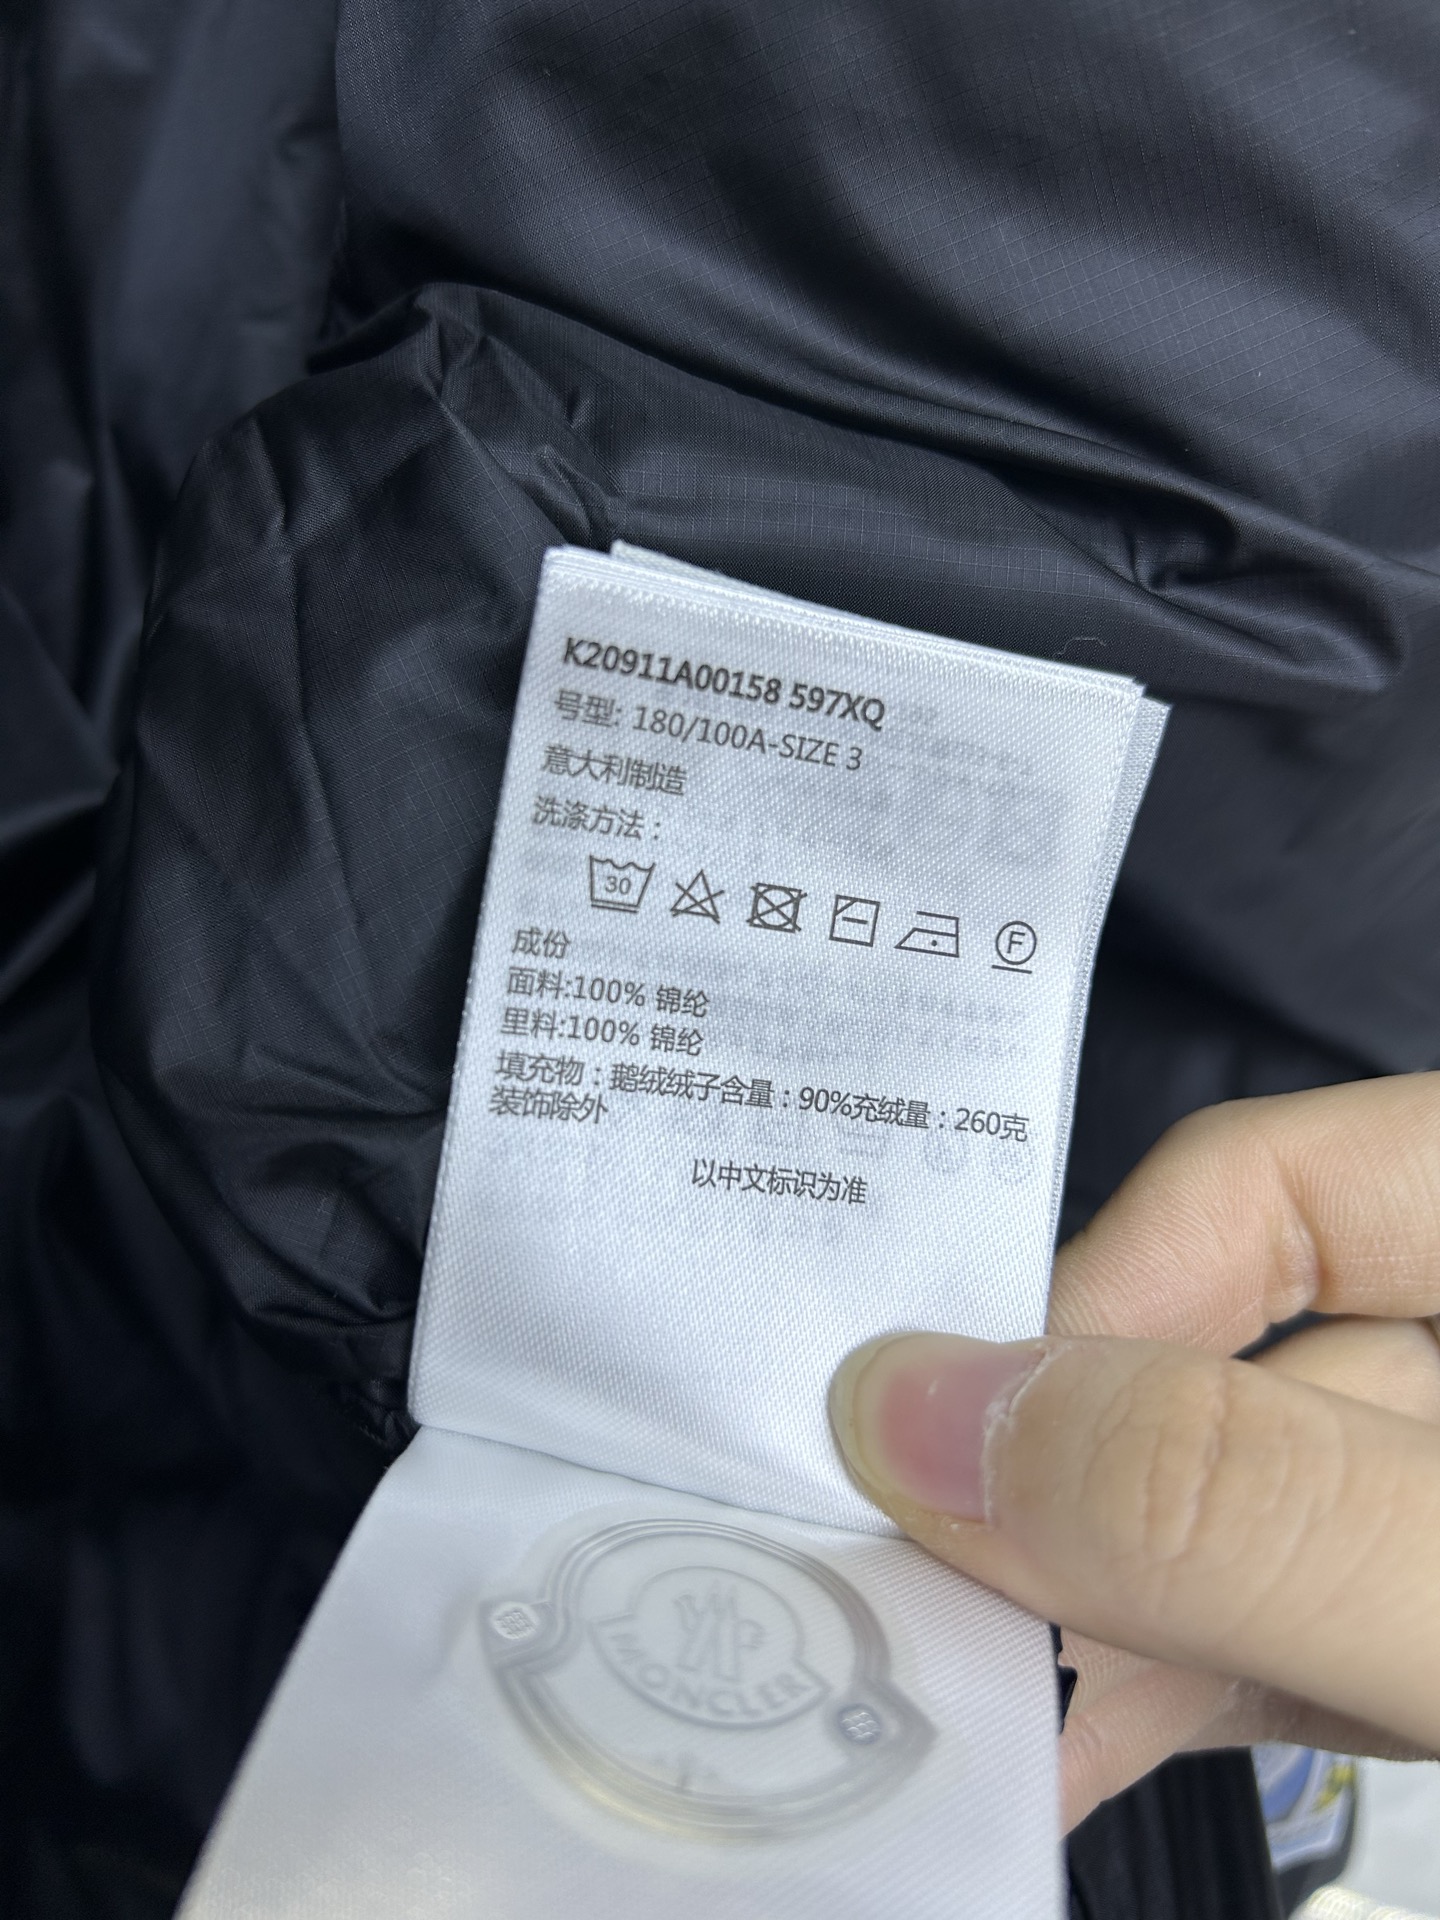 K20911A00158 597XQ
号型: 180/100A-SIZE 3
意大利制造
洗涤方法：
30
F
成份
面料:100% 锦纶
里料:100% 锦纶
填充物：鹅绒绒子含量：90%充绒量：260克
装饰除外
以中文标识为准
MONCLER